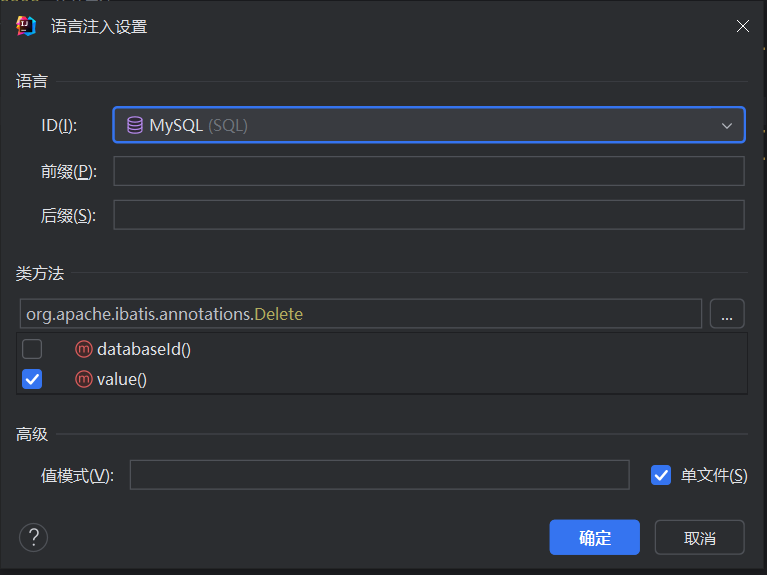 语言注入设置
语言
ID(I): MySQL (SQL)
前缀(P):
后缀(S):
类方法
org.apache.ibatis.annotations.Delete ...
m databaseId()
m value()
高级
值模式(V): 单文件(S)
? 确定 取消